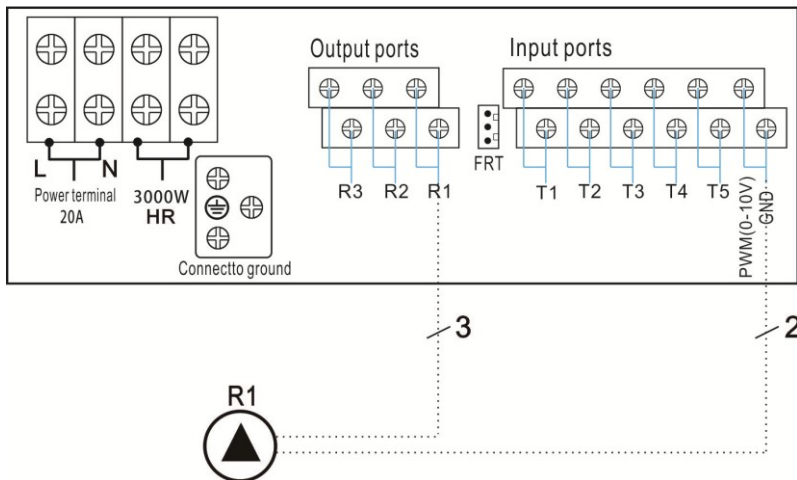 Output ports
Input ports
L N
Power terminal
20A
3000W
HR
Connectto ground
R3 R2 R1
FRT
T1 T2 T3 T4 T5
PWM(0-10V)
GND
3
2
R1